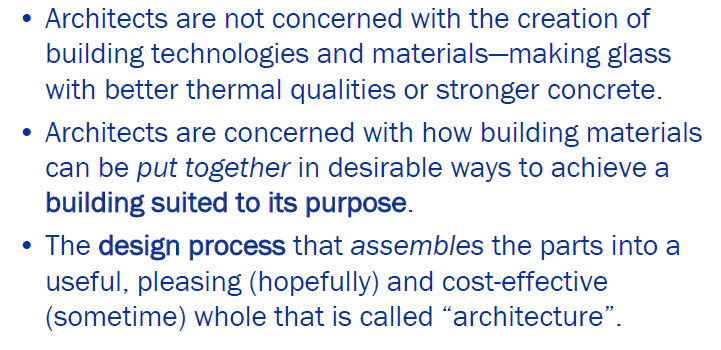 • Architects are not concerned with the creation of
building technologies and materials—making glass
with better thermal qualities or stronger concrete.
• Architects are concerned with how building materials
can be put together in desirable ways to achieve a
building suited to its purpose.
• The design process that assembles the parts into a
useful, pleasing (hopefully) and cost-effective
(sometime) whole that is called “architecture”.